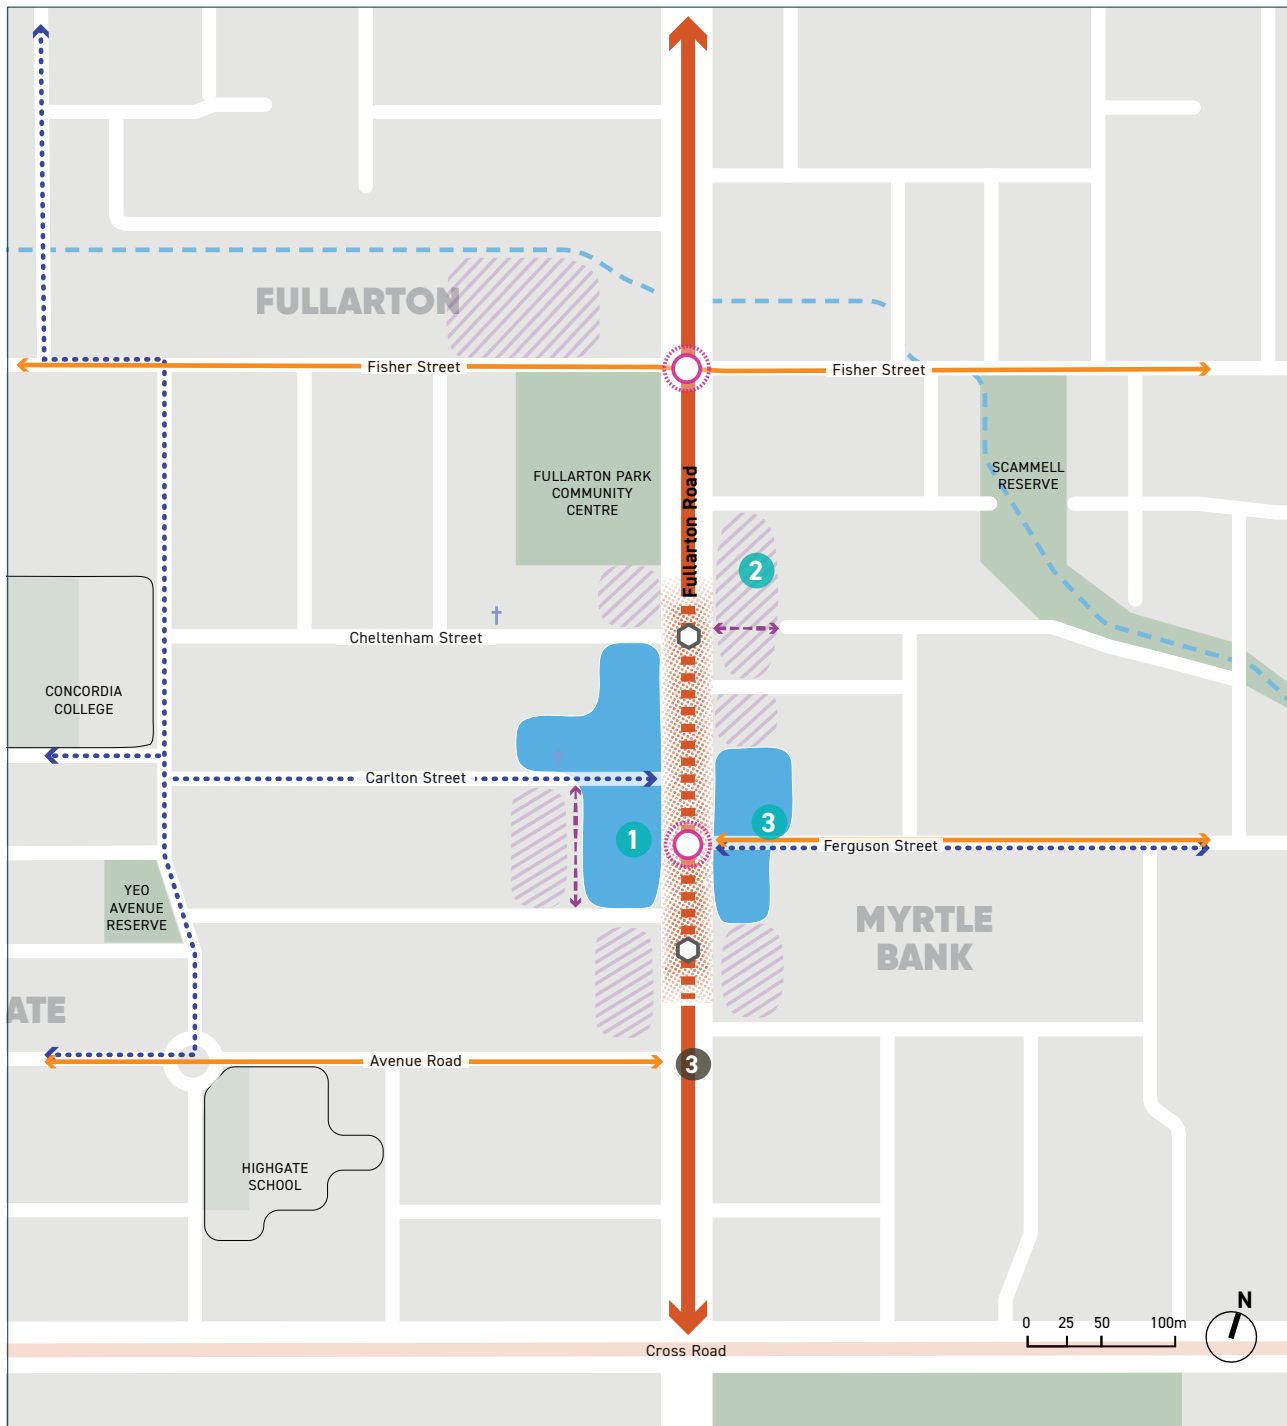 FULLARTON
Fisher Street
Fisher Street
Fullarton Road
FULLARTON PARK
COMMUNITY
CENTRE
SCAMMELL
RESERVE
2
Cheltenham Street
CONCORDIA
COLLEGE
Carlton Street
1
3
Ferguson Street
YEO
AVENUE
RESERVE
MYRTLE
BANK
ATE
Avenue Road
3
HIGHGATE
SCHOOL
N
0 25 50 100m
Cross Road